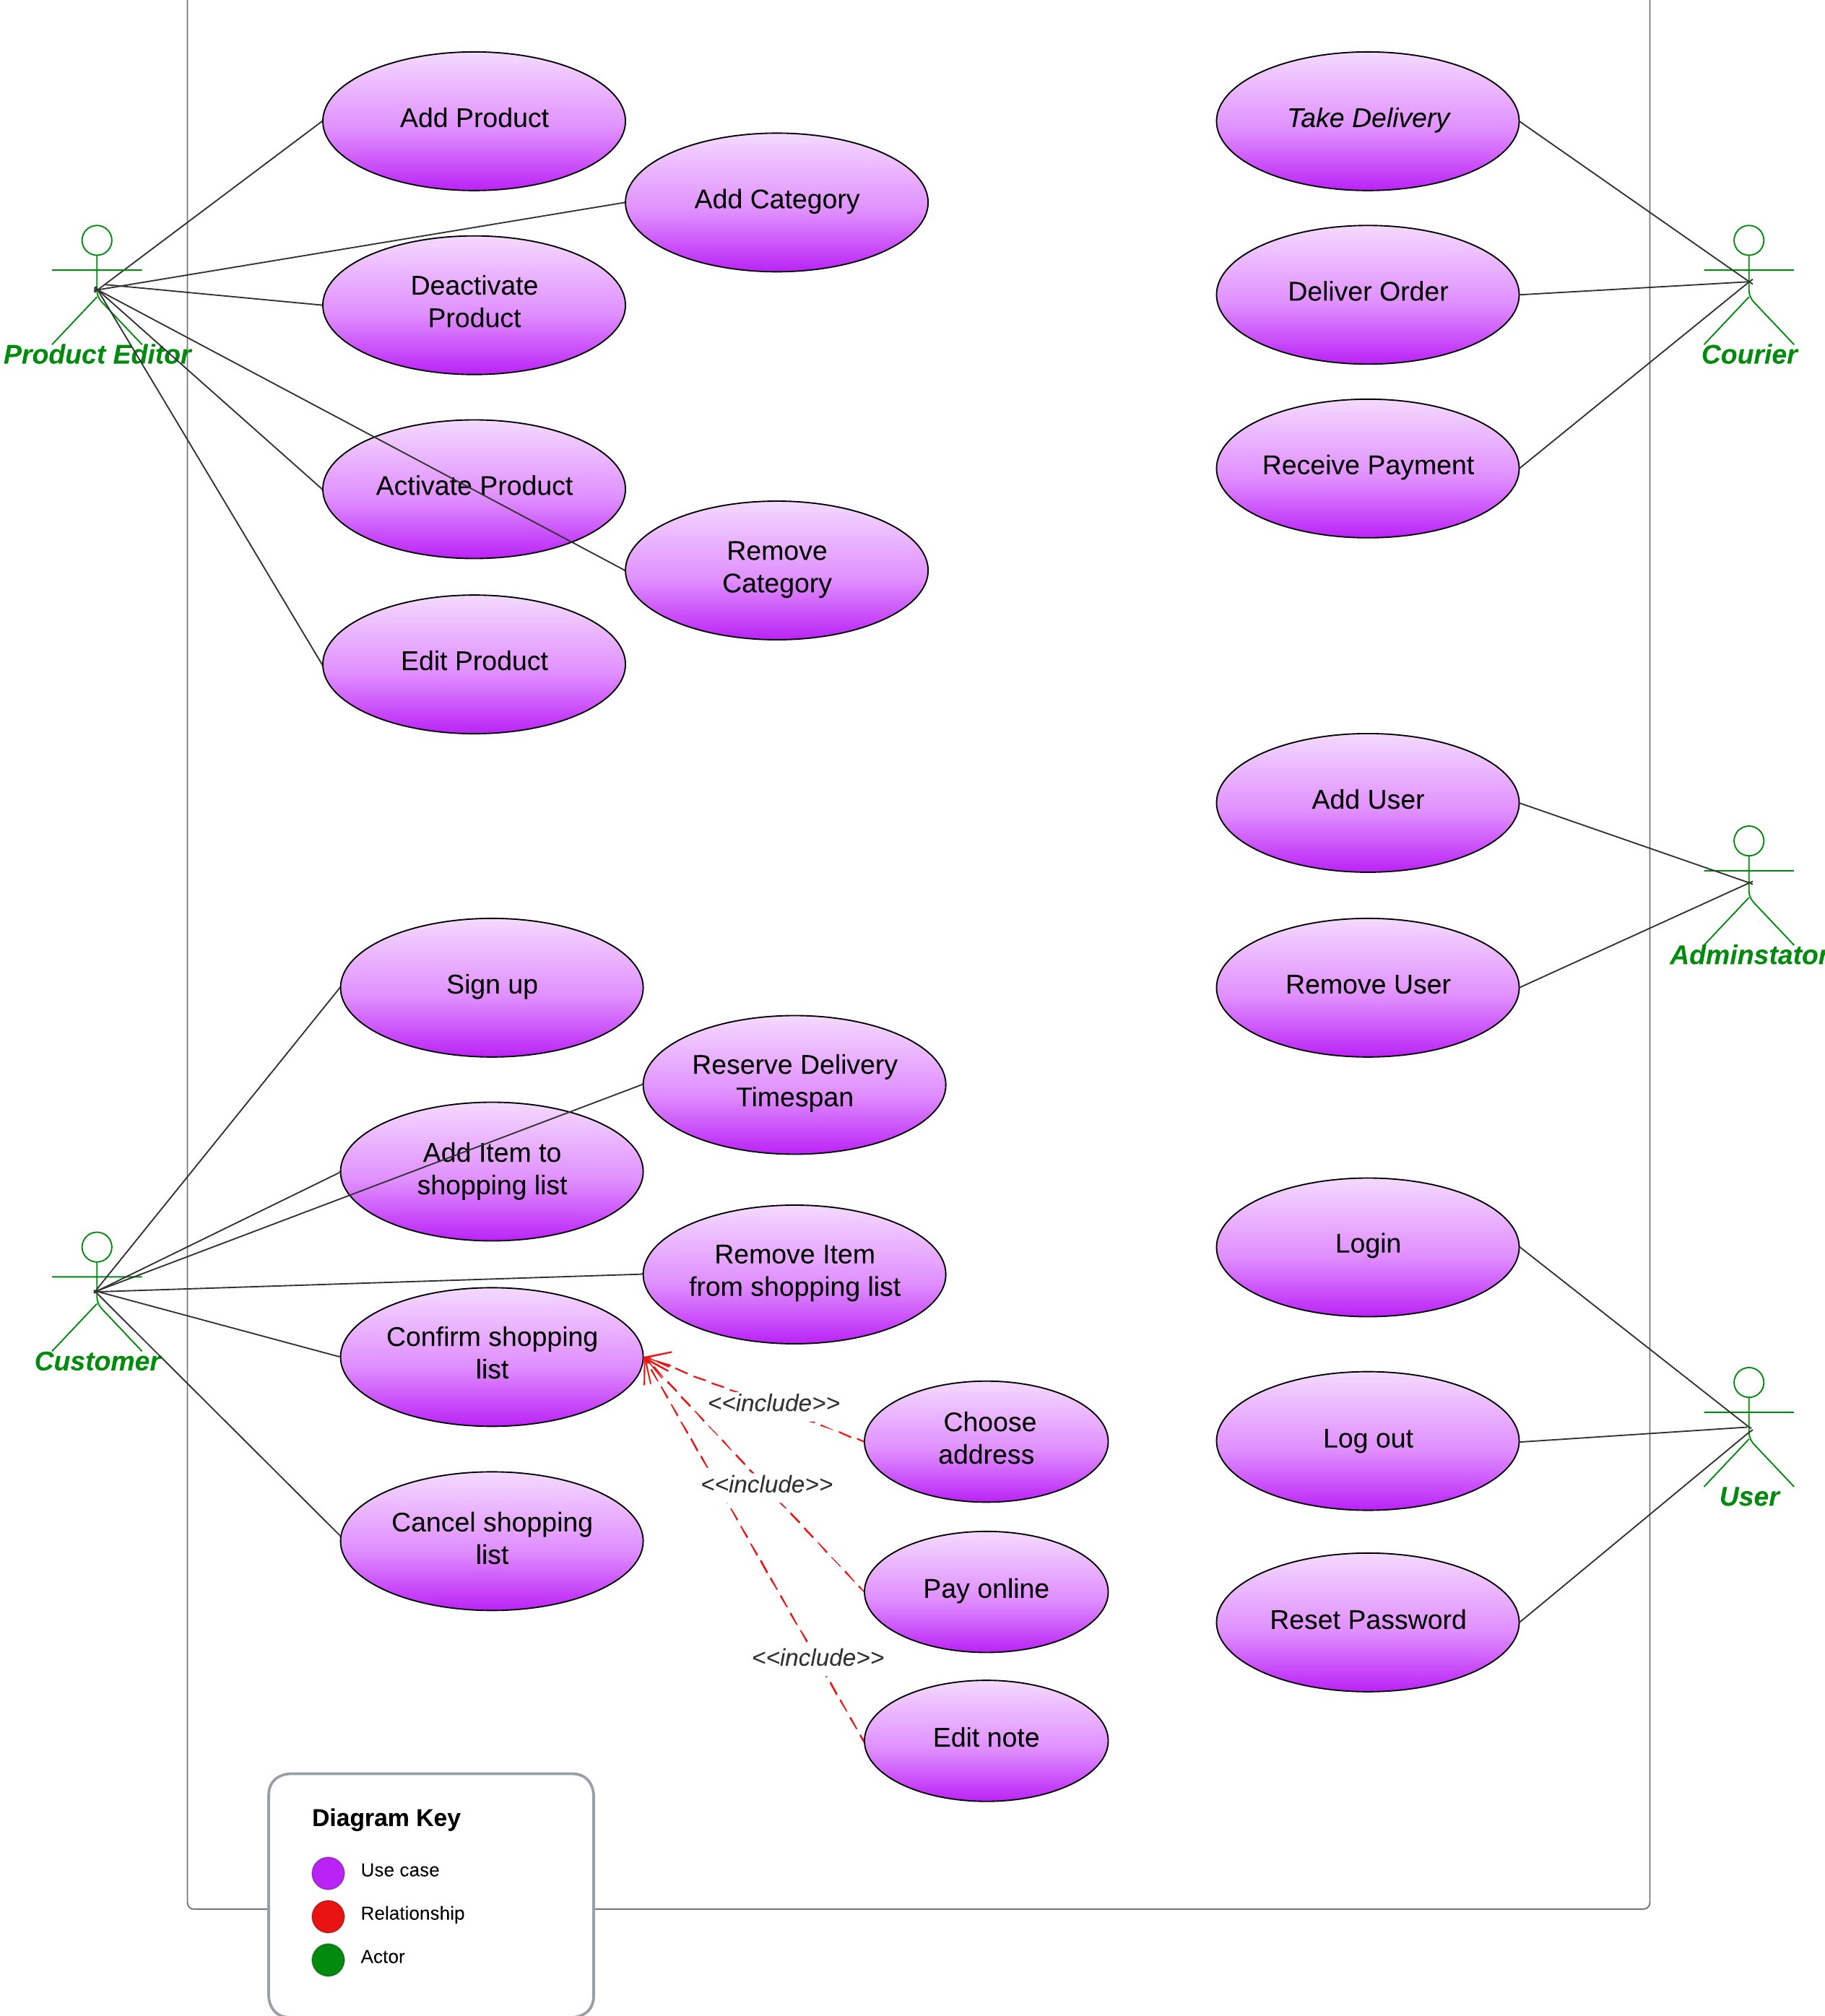 Add Product
Take Delivery
Add Category
Deactivate
Product
Deliver Order
Product Editor
Courier
Activate Product
Receive Payment
Remove
Category
Edit Product
Add User
Adminstator
Sign up
Remove User
Reserve Delivery
Timespan
Add Item to
shopping list
Remove Item
from shopping list
Login
Customer
Confirm shopping
list
<<include>>
Choose
address
Log out
<<include>>
User
Cancel shopping
list
Pay online
Reset Password
<<include>>
Edit note
Diagram Key
Use case
Relationship
Actor